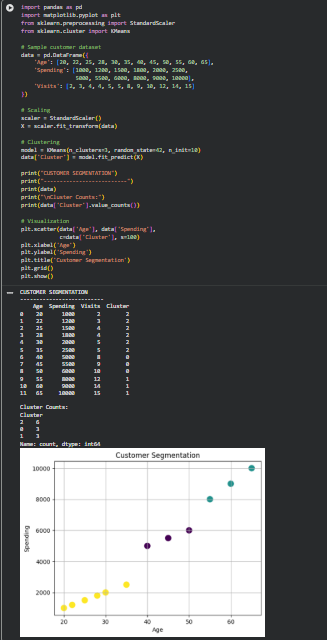 import pandas as pd
import matplotlib.pyplot as plt
from sklearn.preprocessing import StandardScaler
from sklearn.cluster import KMeans
# Sample customer dataset
data = pd.DataFrame({
'Age': [20, 22, 25, 28, 30, 35, 40, 45, 50, 55, 60, 65],
'Spending': [1000, 1200, 1500, 1800, 2000, 2500,
5000, 5500, 6000, 8000, 9000, 10000],
'Visits': [2, 3, 4, 4, 5, 5, 8, 9, 10, 12, 14, 15]
})
# Scaling
scaler = StandardScaler()
X = scaler.fit_transform(data)
# Clustering
model = KMeans(n_clusters=3, random_state=42, n_init=10)
data['Cluster'] = model.fit_predict(X)
print("CUSTOMER SEGMENTATION")
print("--------------------------")
print(data)
print("\nCluster Counts:")
print(data['Cluster'].value_counts())
# Visualization
plt.scatter(data['Age'], data['Spending'],
c=data['Cluster'], s=100)
plt.xlabel('Age')
plt.ylabel('Spending')
plt.title('Customer Segmentation')
plt.grid()
plt.show()
CUSTOMER SEGMENTATION
--------------------------
Age Spending Visits Cluster
0 20 1000 2 2
1 22 1200 3 2
2 25 1500 4 2
3 28 1800 4 2
4 30 2000 5 2
5 35 2500 5 2
6 40 5000 8 0
7 45 5500 9 0
8 50 6000 10 0
9 55 8000 12 1
10 60 9000 14 1
11 65 10000 15 1
Cluster Counts:
Cluster
2 6
0 3
1 3
Name: count, dtype: int64
Customer Segmentation
10000
8000
6000
4000
2000
Spending
20 30 40 50 60
Age